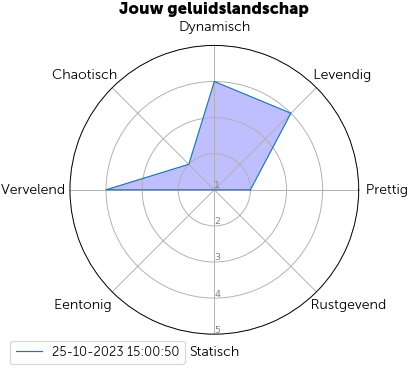 Jouw geluidslandschap
Dynamisch
Chaotisch
Levendig
Vervelend
1
Prettig
2
3
Eentonig
4
Rustgevend
5
25-10-2023 15:00:50
Statisch